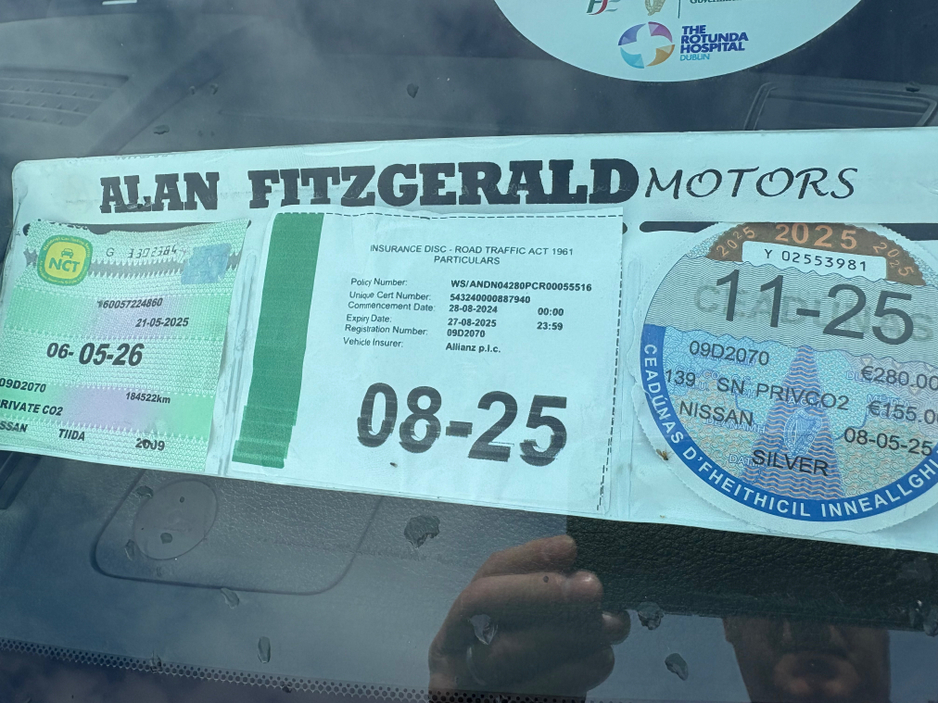 THE
ROTUNDA
HOSPITAL
DUBLIN
ALAN FITZGERALD MOTORS
NCT
G 3302384
160057224860
21-05-2025
06-05-26
09D2070
184522km
PRIVATE CO2
NISSAN TIIDA 2009
INSURANCE DISC - ROAD TRAFFIC ACT 1961
PARTICULARS
Policy Number: WS/ANDN04280PCR00055516
Unique Cert Number: 543240000887940
Commencement Date: 28-08-2024 00:00
Expiry Date: 27-08-2025 23:59
Registration Number: 09D2070
Vehicle Insurer: Allianz p.l.c.
08-25
2025 2025 2025
Y 02553981
11-25
09D2070 €280.00
139 SN PRIVCO2 €155.0
NISSAN 08-05-25
SILVER
CEADÚNAS D'FHEITHICIL INNEALLGHL